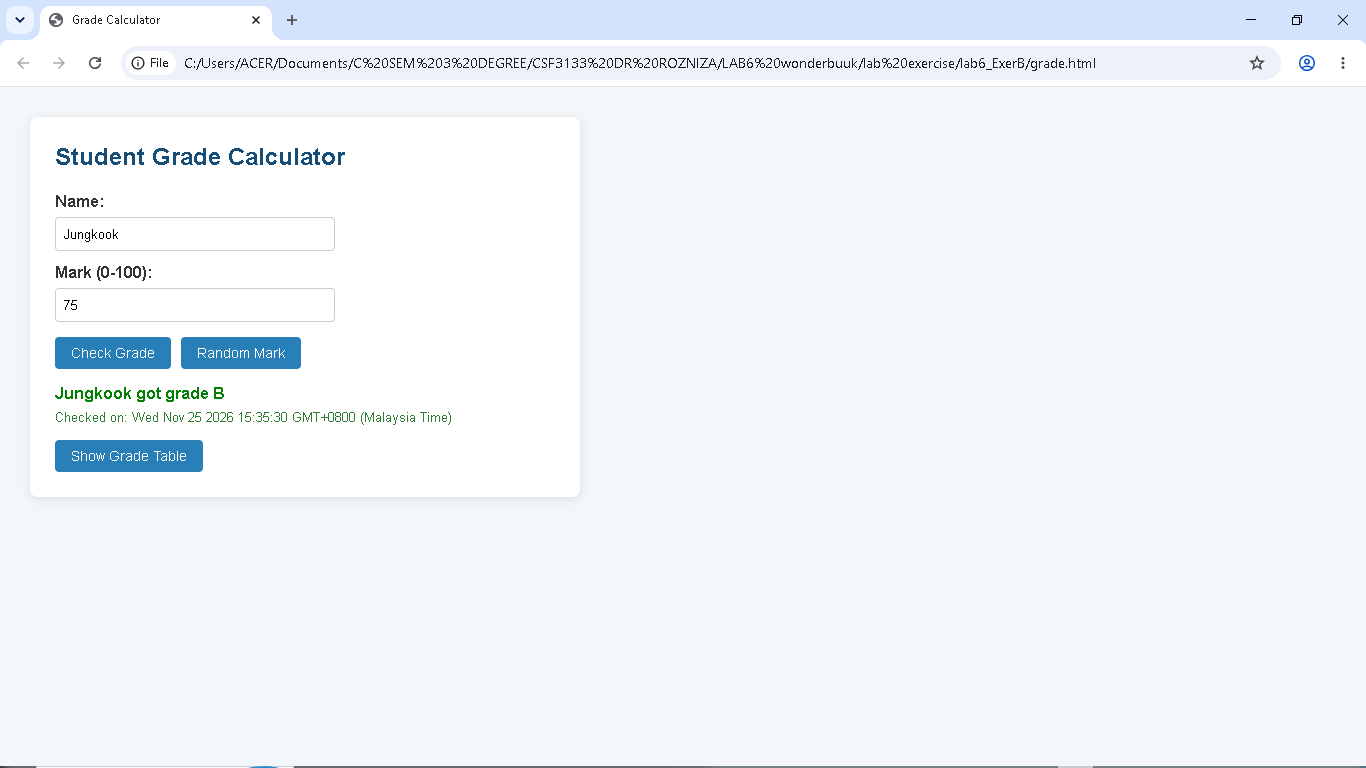 Grade Calculator
File C:/Users/ACER/Documents/C%20SEM%203%20DEGREE/CSF3133%20DR%20ROZNIZA/LAB6%20wonderbuuk/lab%20exercise/lab6_ExerB/grade.html
Student Grade Calculator
Name:
Jungkook
Mark (0-100):
75
Check Grade Random Mark
Jungkook got grade B
Checked on: Wed Nov 25 2026 15:35:30 GMT+0800 (Malaysia Time)
Show Grade Table